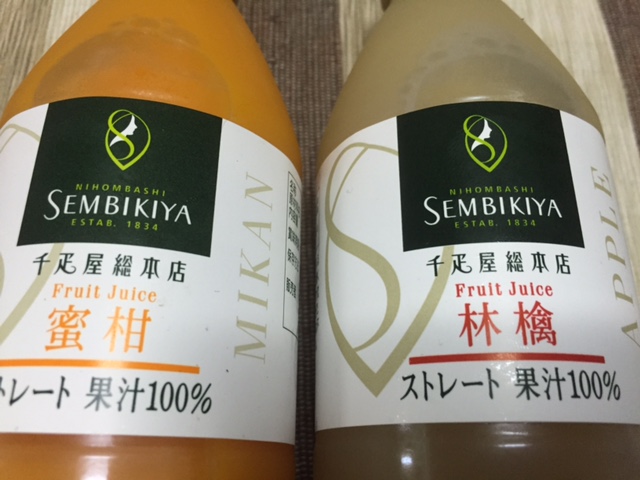 NIHOMBASHI
SEMBIKIYA
ESTAB. 1834
千疋屋総本店
Fruit Juice
蜜柑
トレート 果汁100%
MIKAN
NIHOMBASHI
SEMBIKIYA
ESTAB. 1834
千疋屋総本店
Fruit Juice
林檎
ストレート 果汁100%
APPLE